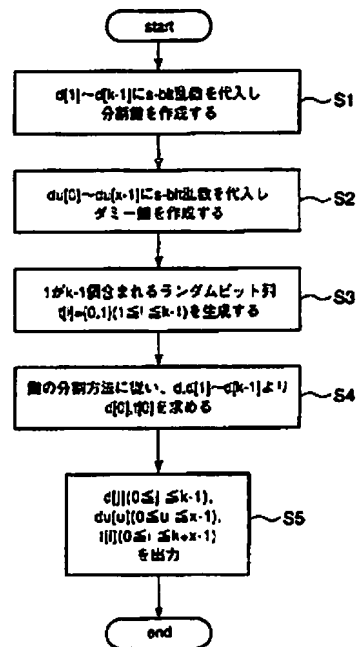 start
d[1]～d[k-1]にs-bit乱数を代入し
分割鍵を作成する
S1
du[0]～du[x-1]にs-bit乱数を代入し
ダミー鍵を作成する
S2
1がk-1個含まれるランダムビット列
t[i]={0,1}(1≦i≦k-1)を生成する
S3
鍵の分割方法に従い、d,d[1]～d[k-1]より
d[0],t[0]を求める
S4
d[j](0≦j≦k-1),
du[u](0≦u≦x-1),
t[i](0≦i≦k+x-1)
を出力
S5
end